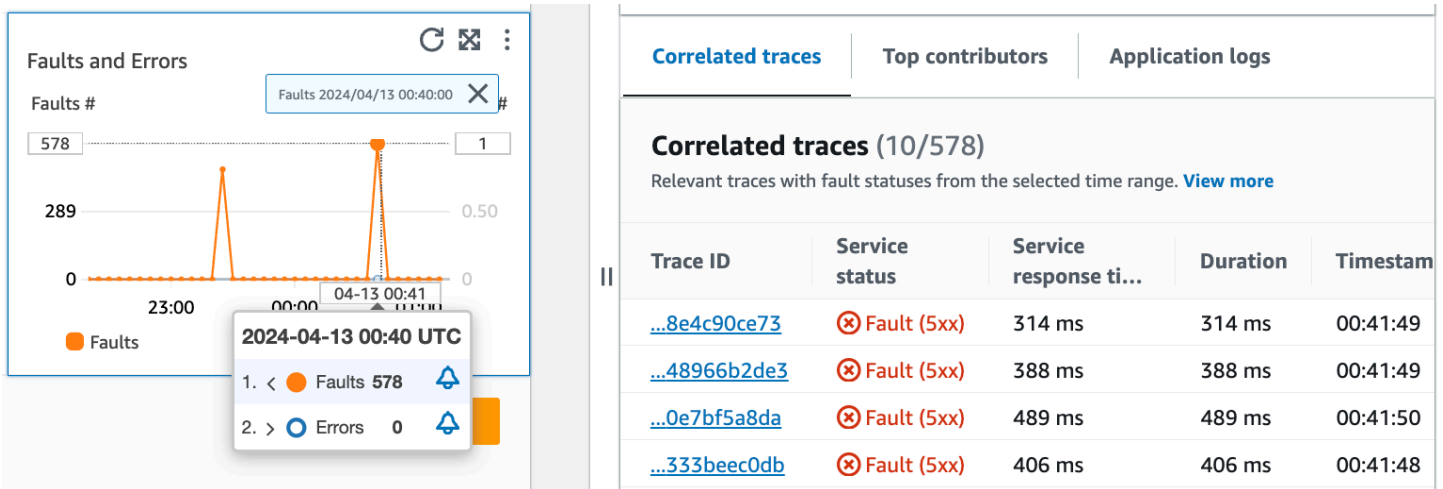 Faults and Errors
Faults #
Faults 2024/04/13 00:40:00
#
578
1
289
0.50
0
0
04-13 00:41
23:00
00:00
01:00
Faults
2024-04-13 00:40 UTC
1. < Faults 578
2. > Errors 0
Correlated traces
Top contributors
Application logs
Correlated traces (10/578)
Relevant traces with fault statuses from the selected time range. View more
Trace ID
Service status
Service response ti...
Duration
Timestam
...8e4c90ce73 Fault (5xx) 314 ms 314 ms 00:41:49
...48966b2de3 Fault (5xx) 388 ms 388 ms 00:41:49
...0e7bf5a8da Fault (5xx) 489 ms 489 ms 00:41:50
...333beec0db Fault (5xx) 406 ms 406 ms 00:41:48